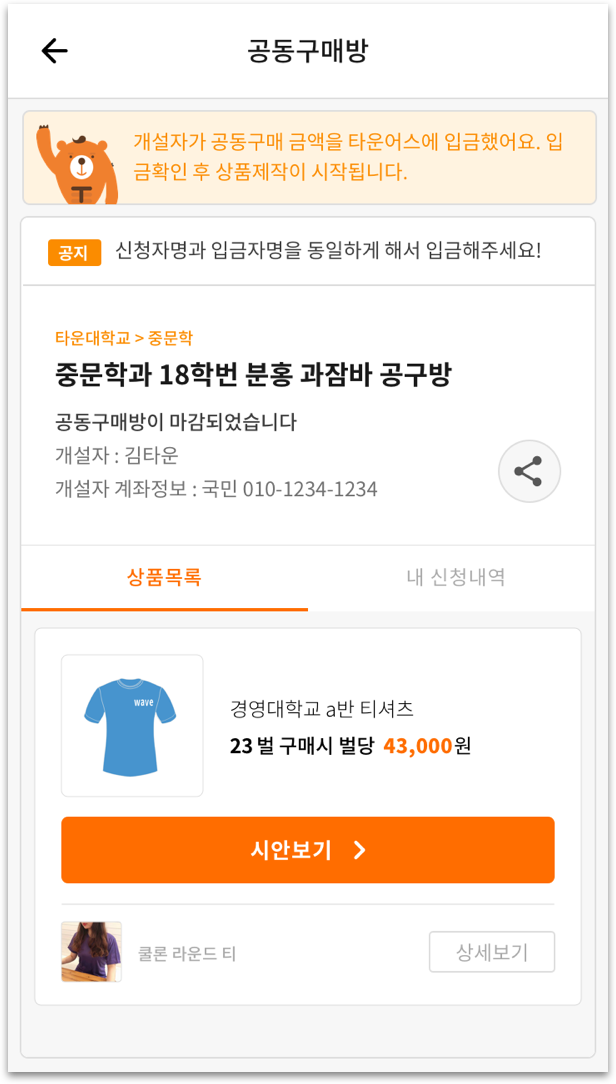 공동구매방
개설자가 공동구매 금액을 타운어스에 입금했어요. 입
금확인 후 상품제작이 시작됩니다.
T
공지 신청자명과 입금자명을 동일하게 해서 입금해주세요!
타운대학교 > 중문학
중문학과 18학번 분홍 과잠바 공구방
공동구매방이 마감되었습니다
개설자 : 김타운
개설자 계좌정보 : 국민 010-1234-1234
상품목록 내 신청내역
wave
경영대학교 a반 티셔츠
23 벌 구매시 벌당 43,000원
시안보기
쿨론 라운드 티 상세보기